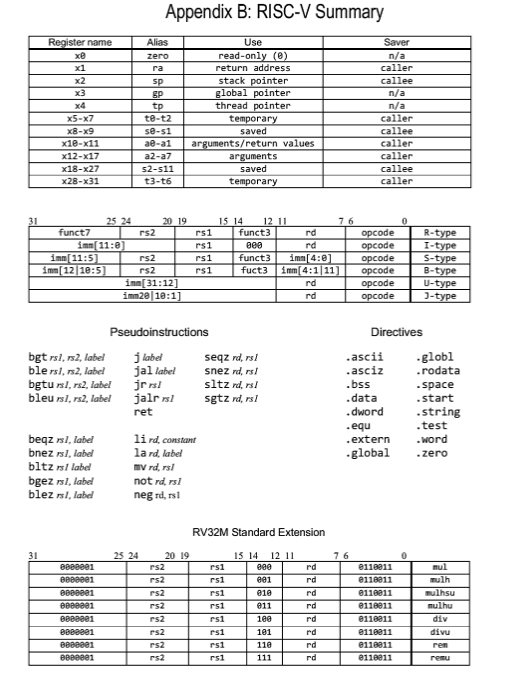 Appendix B: RISC-V Summary
Register name Alias Use Saver
x0 zero read-only (0) n/a
x1 ra return address caller
x2 sp stack pointer callee
x3 gp global pointer n/a
x4 tp thread pointer n/a
x5-x7 t0-t2 temporary caller
x8-x9 s0-s1 saved callee
x10-x11 a0-a1 arguments/return values caller
x12-x17 a2-a7 arguments caller
x18-x27 s2-s11 saved callee
x28-x31 t3-t6 temporary caller
31 25 24 20 19 15 14 12 11 7 6 0
funct7 rs2 rs1 funct3 rd opcode R-type
imm[11:0] rs1 000 rd opcode I-type
imm[11:5] rs2 rs1 funct3 imm[4:0] opcode S-type
imm[12|10:5] rs2 rs1 fuct3 imm[4:1|11] opcode B-type
imm[31:12] rd opcode U-type
imm20|10:1] rd opcode J-type
Pseudoinstructions Directives
bgt rs1, rs2, label j label seqz rd, rs1 .ascii .globl
ble rs1, rs2, label jal label snez rd, rs1 .asciz .rodata
bgtu rs1, rs2, label jr rs1 sltz rd, rs1 .bss .space
bleu rs1, rs2, label jalr rs1 sgtz rd, rs1 .data .start
ret .dword .string
.equ .test
beqz rs1, label li rd, constant .extern .word
bnez rs1, label la rd, label .global .zero
bltz rs1 label mv rd, rs1
bgez rs1, label not rd, rs1
blez rs1, label neg rd, rs1
RV32M Standard Extension
31 25 24 20 19 15 14 12 11 7 6 0
0000001 rs2 rs1 000 rd 0110011 mul
0000001 rs2 rs1 001 rd 0110011 mulh
0000001 rs2 rs1 010 rd 0110011 mulhsu
0000001 rs2 rs1 011 rd 0110011 mulhu
0000001 rs2 rs1 100 rd 0110011 div
0000001 rs2 rs1 101 rd 0110011 divu
0000001 rs2 rs1 110 rd 0110011 rem
0000001 rs2 rs1 111 rd 0110011 remu